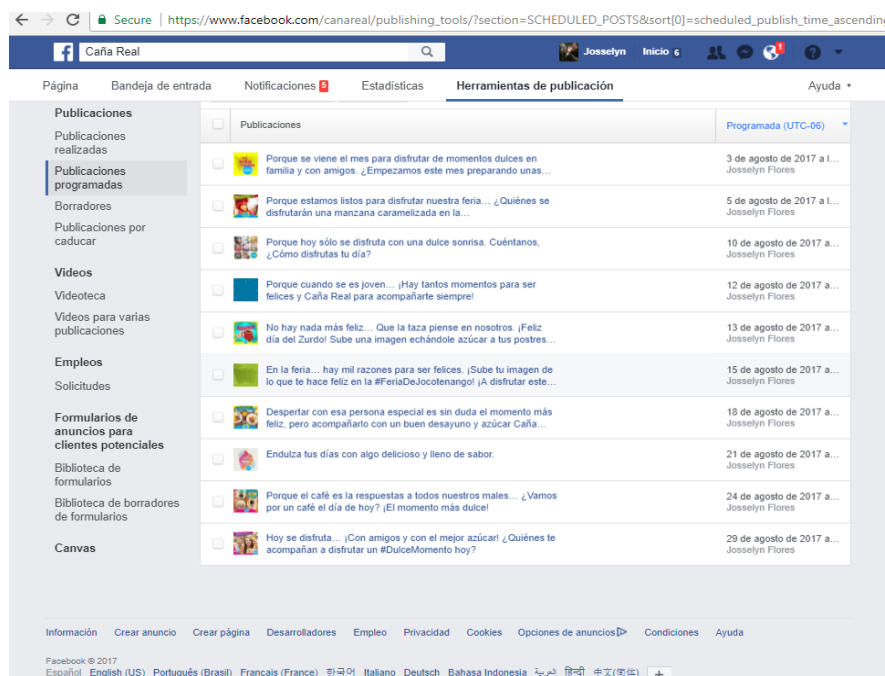 Secure | https://www.facebook.com/canareal/publishing_tools/?section=SCHEDULED_POSTS&sort[0]=scheduled_publish_time_ascending
Caña Real
Josselyn Inicio 6 1
Página Bandeja de entrada Notificaciones 5 Estadísticas Herramientas de publicación Ayuda
Publicaciones
Publicaciones
realizadas
Publicaciones
programadas
Borradores
Publicaciones por
caducar
Videos
Videoteca
Videos para varias
publicaciones
Empleos
Solicitudes
Formularios de
anuncios para
clientes potenciales
Biblioteca de
formularios
Biblioteca de borradores
de formularios
Canvas
Publicaciones Programada (UTC-06)
Porque se viene el mes para disfrutar de momentos dulces en
familia y con amigos. ¿Empezamos este mes preparando unas...
3 de agosto de 2017 a l...
Josselyn Flores
Porque estamos listos para disfrutar nuestra feria… ¿Quiénes se
disfrutarán una manzana caramelizada en la...
5 de agosto de 2017 a l...
Josselyn Flores
Porque hoy sólo se disfruta con una dulce sonrisa. Cuéntanos,
¿Cómo disfrutas tu día?
10 de agosto de 2017 a...
Josselyn Flores
Porque cuando se es joven… ¡Hay tantos momentos para ser
felices y Caña Real para acompañarte siempre!
12 de agosto de 2017 a...
Josselyn Flores
No hay nada más feliz… Que la taza piense en nosotros. ¡Feliz
día del Zurdo! Sube una imagen echándole azúcar a tus postres...
13 de agosto de 2017 a...
Josselyn Flores
En la feria… hay mil razones para ser felices. ¡Sube tu imagen de
lo que te hace feliz en la #FeriaDeJocotenango! ¡A disfrutar este...
15 de agosto de 2017 a...
Josselyn Flores
Despertar con esa persona especial es sin duda el momento más
feliz, pero acompañarlo con un buen desayuno y azúcar Caña...
18 de agosto de 2017 a...
Josselyn Flores
Endulza tus días con algo delicioso y lleno de sabor.
21 de agosto de 2017 a...
Josselyn Flores
Porque el café es la respuestas a todos nuestros males… ¿Vamos
por un café el día de hoy? ¡El momento más dulce!
24 de agosto de 2017 a...
Josselyn Flores
Hoy se disfruta… ¡Con amigos y con el mejor azúcar! ¿Quiénes te
acompañan a disfrutar un #DulceMomento hoy?
29 de agosto de 2017 a...
Josselyn Flores
Información Crear anuncio Crear página Desarrolladores Empleo Privacidad Cookies Opciones de anuncios Condiciones Ayuda
Facebook © 2017
Español English (US) Português (Brasil) Français (France) 한국어 Italiano Deutsch Bahasa Indonesia العربية हिन्दी 中文(简体) +